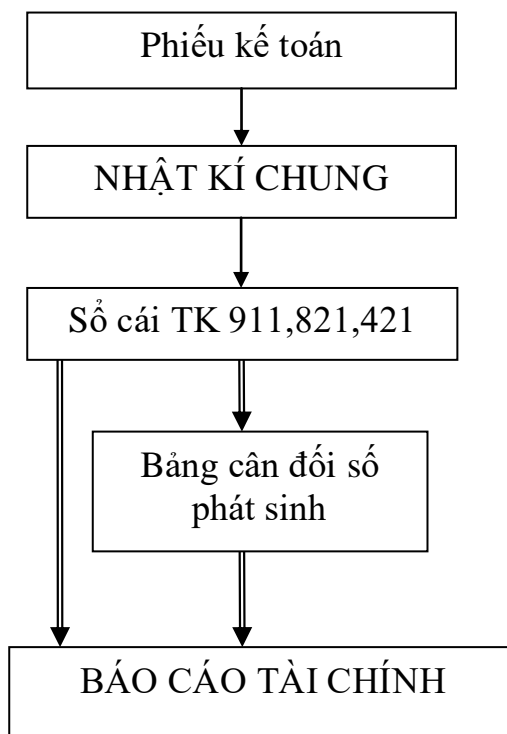 Phiếu kế toán
NHẬT KÍ CHUNG
Sổ cái TK 911,821,421
Bảng cân đối số
phát sinh
BÁO CÁO TÀI CHÍNH